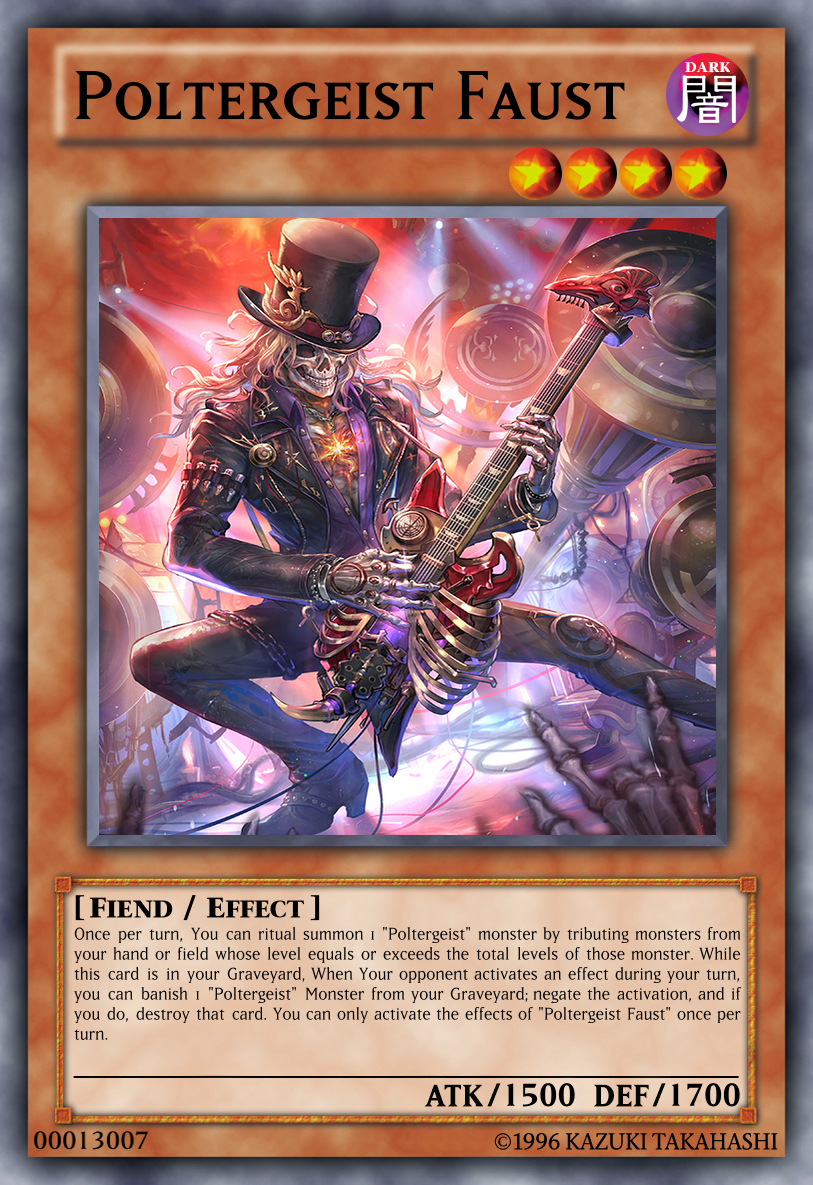 Poltergeist Faust
DARK
闇
[ Fiend / Effect ]
Once per turn, You can ritual summon 1 "Poltergeist" monster by tributing monsters from
your hand or field whose level equals or exceeds the total levels of those monster. While
this card is in your Graveyard, When Your opponent activates an effect during your turn,
you can banish 1 "Poltergeist" Monster from your Graveyard; negate the activation, and if
you do, destroy that card. You can only activate the effects of "Poltergeist Faust" once per
turn.
ATK/1500 DEF/1700
00013007
©1996 KAZUKI TAKAHASHI